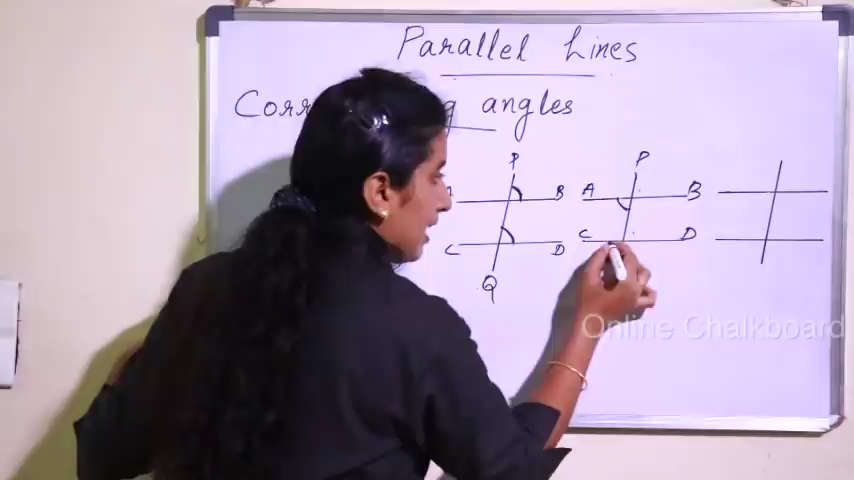 Parallel Lines
angles
P P
B A B
C D C D
Q
Online Chalkboard